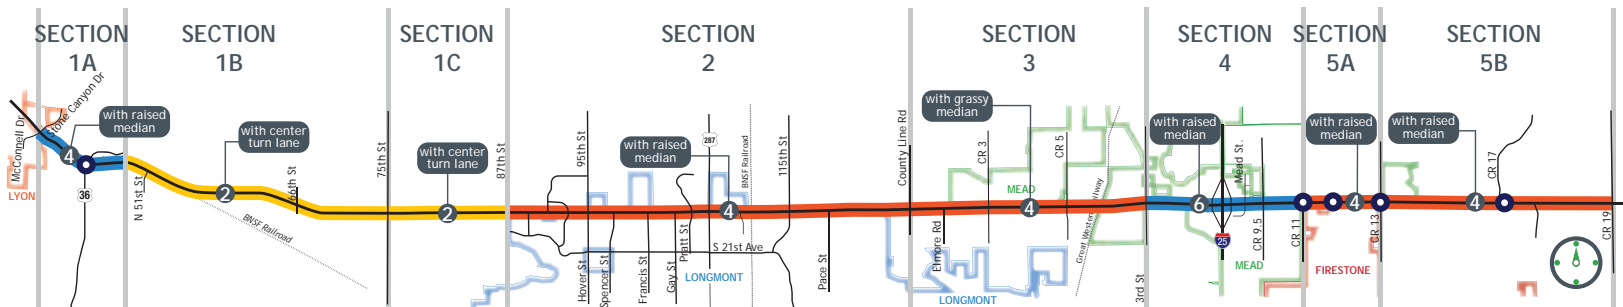 SECTION
1A
SECTION
1B
SECTION
1C
SECTION
2
SECTION
3
SECTION
4
SECTION
5A
SECTION
5B
McConnell Dr
Stone Canyon Dr
LYON
4
with raised
median
36
N 51st St
2
with center
turn lane
66th St
BNSF Railroad
75th St
2
with center
turn lane
87th St
95th St
Hover St
Spencer St
Francis St
Gay St
Pratt St
with raised
median
287
4
BNSF Railroad
S 21st Ave
LONGMONT
115th St
Pace St
County Line Rd
Elmore Rd
LONGMONT
with grassy
median
CR 3
MEAD
4
CR 5
Great Western Railway
3rd St
with raised
median
6
25
Mead St.
CR 9.5
MEAD
CR 11
with raised
median
4
FIRESTONE
CR 13
with raised
median
4
CR 17
CR 19